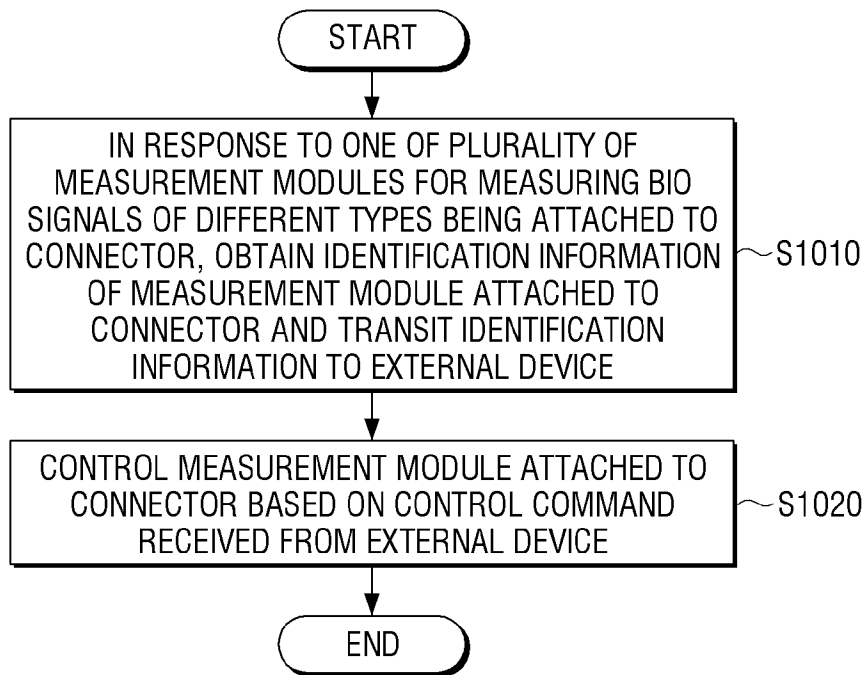 START
IN RESPONSE TO ONE OF PLURALITY OF
MEASUREMENT MODULES FOR MEASURING BIO
SIGNALS OF DIFFERENT TYPES BEING ATTACHED TO
CONNECTOR, OBTAIN IDENTIFICATION INFORMATION
OF MEASUREMENT MODULE ATTACHED TO
CONNECTOR AND TRANSIT IDENTIFICATION
INFORMATION TO EXTERNAL DEVICE
S1010
CONTROL MEASUREMENT MODULE ATTACHED TO
CONNECTOR BASED ON CONTROL COMMAND
RECEIVED FROM EXTERNAL DEVICE
S1020
END